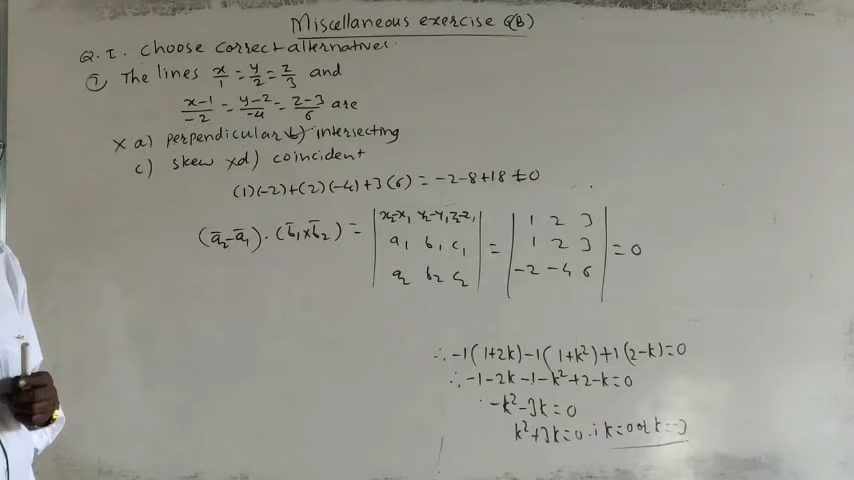 Miscellaneous exercise 6(B)
Q.I. Choose correct alternatives.
⑦ The lines x/1 = y/2 = z/3 and
x-1/-2 = y-2/-4 = z-3/6 are
× a) perpendicular b) intersecting
c) skew ×d) coincident
(1)(-2)+(2)(-4)+3(6) = -2-8+18 ≠0
(a̅₂-a̅₁)·(b̅₁×b̅₂) = | x₂-x₁ y₂-y₁ z₂-z₁ | = | 1 2 3 | = 0
| a₁ b₁ c₁ | | 1 2 3 |
| a₂ b₂ c₂ | | -2 -4 6 |
∴ -1(1+2k)-1(1+k²)+1(2-k)=0
∴ -1-2k-1-k²+2-k=0
-k²-3k=0
k²+3k=0 ∴ k=0 or k=-3